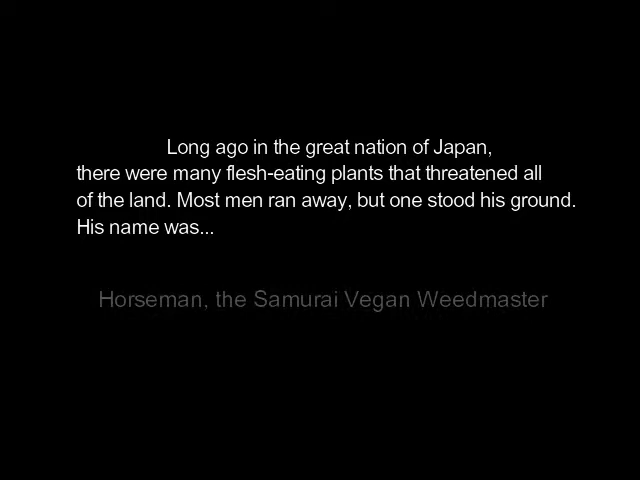 Long ago in the great nation of Japan,
there were many flesh-eating plants that threatened all
of the land. Most men ran away, but one stood his ground.
His name was...
Horseman, the Samurai Vegan Weedmaster